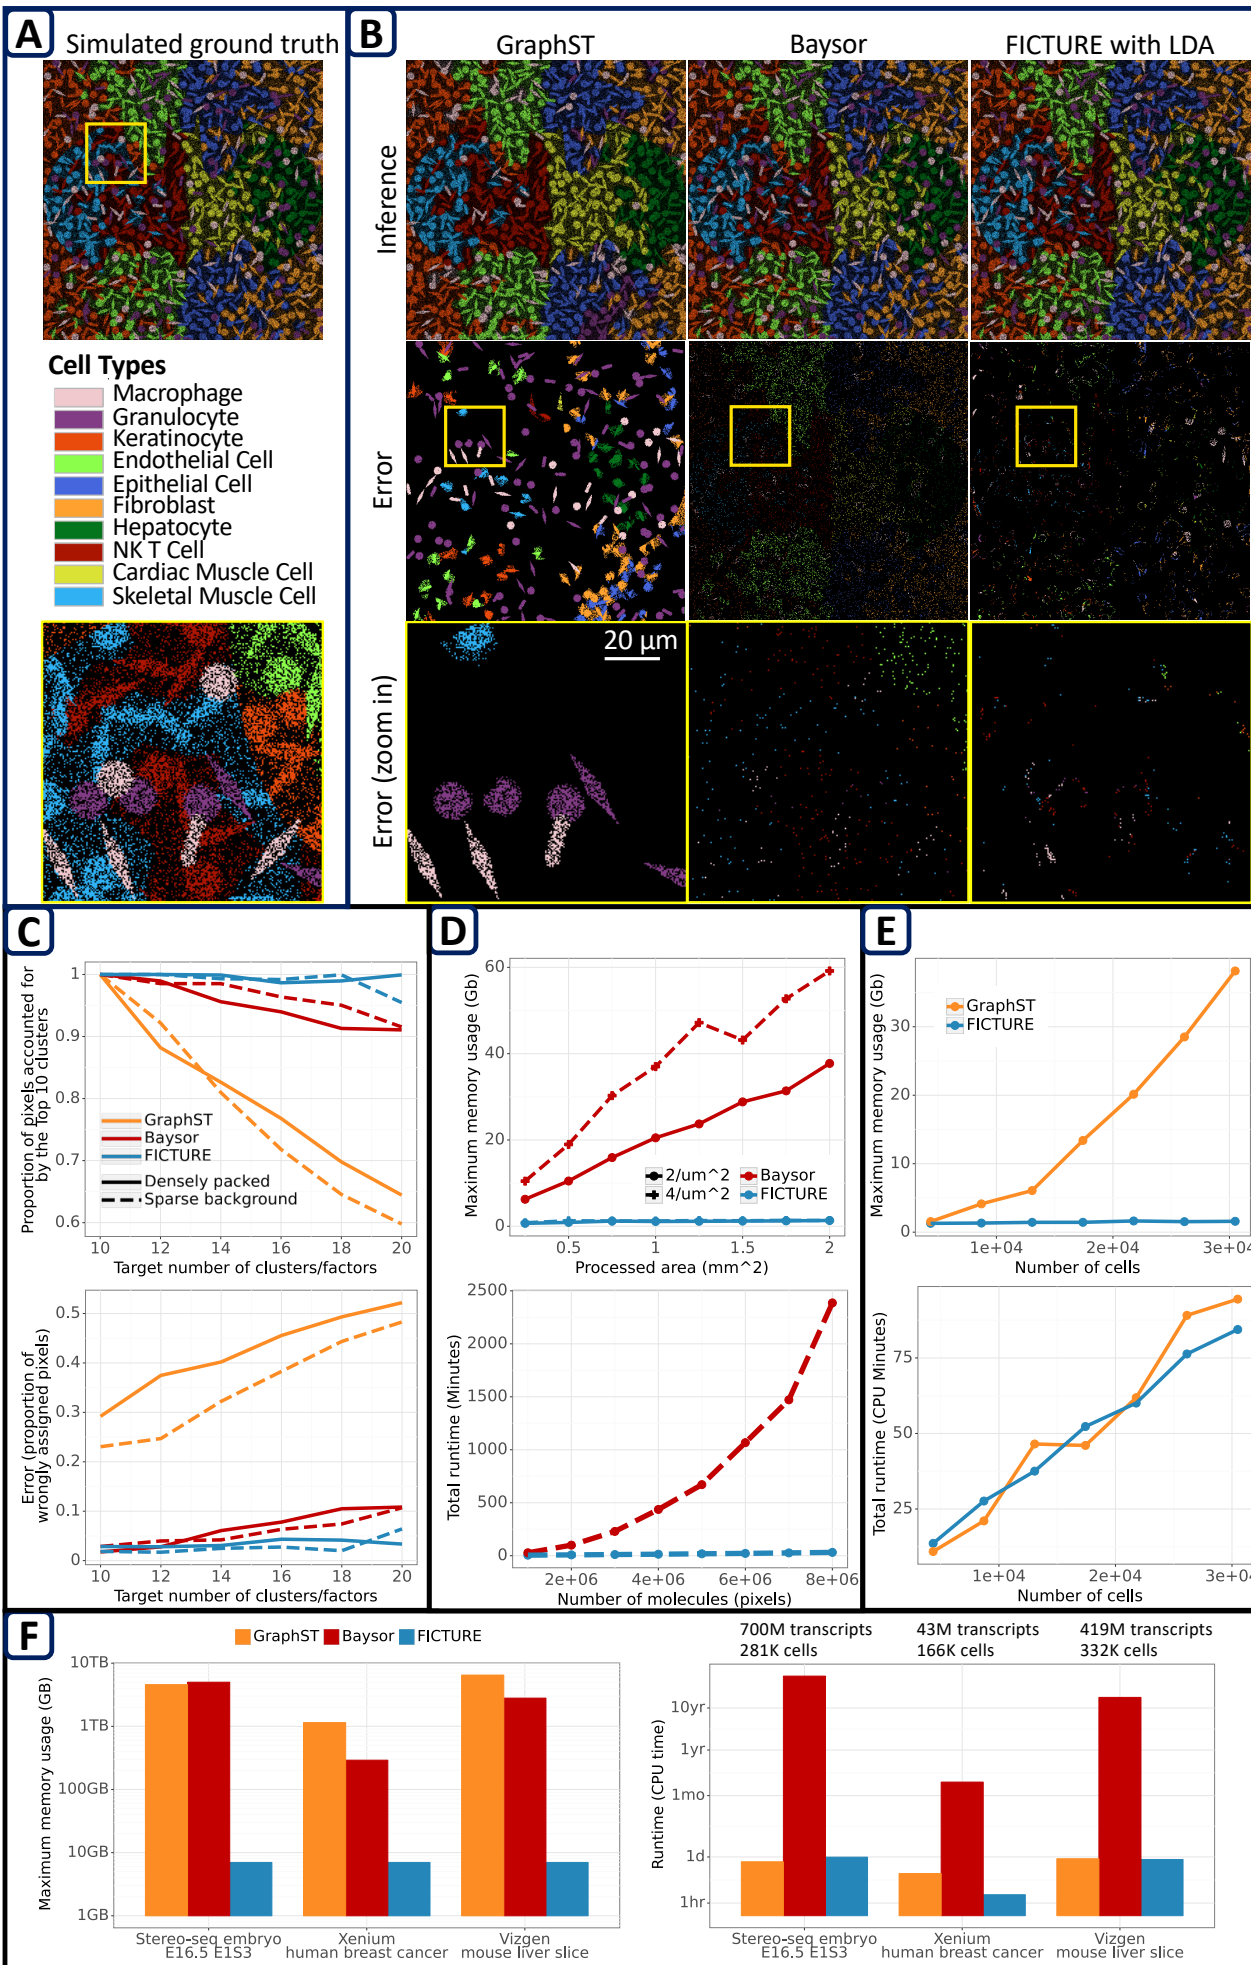 A
Simulated ground truth
Cell Types
Macrophage
Granulocyte
Keratinocyte
Endothelial Cell
Epithelial Cell
Fibroblast
Hepatocyte
NK T Cell
Cardiac Muscle Cell
Skeletal Muscle Cell
B
GraphST
Baysor
FICTURE with LDA
Inference
Error
Error (zoom in)
20 µm
C
Proportion of pixels accounted for
by the Top 10 clusters
1
0.9
0.8
0.7
0.6
GraphST
Baysor
FICTURE
Densely packed
Sparse background
10 12 14 16 18 20
Target number of clusters/factors
Error (proportion of
wrongly assigned pixels)
0.5
0.4
0.3
0.2
0.1
0
10 12 14 16 18 20
Target number of clusters/factors
D
Maximum memory usage (Gb)
60
40
20
0
2/um^2 Baysor
4/um^2 FICTURE
0.5 1 1.5 2
Processed area (mm^2)
Total runtime (Minutes)
2500
2000
1500
1000
500
0
2e+06 4e+06 6e+06 8e+06
Number of molecules (pixels)
E
Maximum memory usage (Gb)
30
20
10
0
GraphST
FICTURE
1e+04 2e+04 3e+04
Number of cells
Total runtime (CPU Minutes)
75
50
25
1e+04 2e+04 3e+04
Number of cells
F
GraphST Baysor FICTURE
Maximum memory usage (GB)
10TB
1TB
100GB
10GB
1GB
Stereo-seq embryo Xenium Vizgen
E16.5 E1S3 human breast cancer mouse liver slice
700M transcripts 43M transcripts 419M transcripts
281K cells 166K cells 332K cells
Runtime (CPU time)
10yr
1yr
1mo
1d
1hr
Stereo-seq embryo Xenium Vizgen
E16.5 E1S3 human breast cancer mouse liver slice